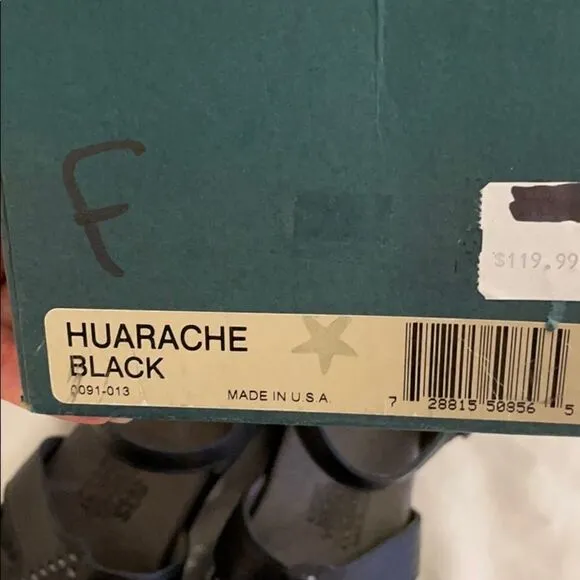 F
$119.99
HUARACHE
BLACK
0091-013
MADE IN U.S.A.
7 28815 50856 5